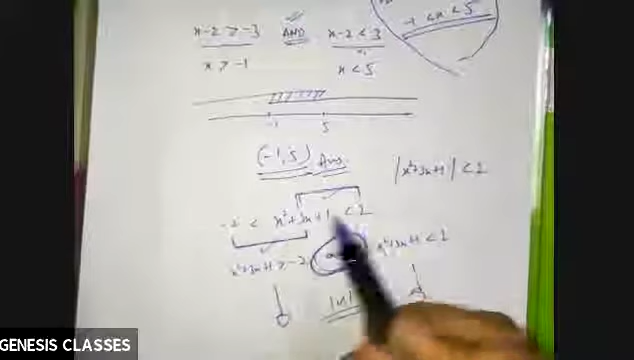 -1 < x < 5
x-2 > -3 AND x-2 < 3
x > -1 x < 5
-1 5
(-1, 5) Ans.
|x²+3x+1| < 2
-2 < x²+3x+1 < 2
x²+3x+1 > -2 x²+3x+1 < 2
GENESIS CLASSES